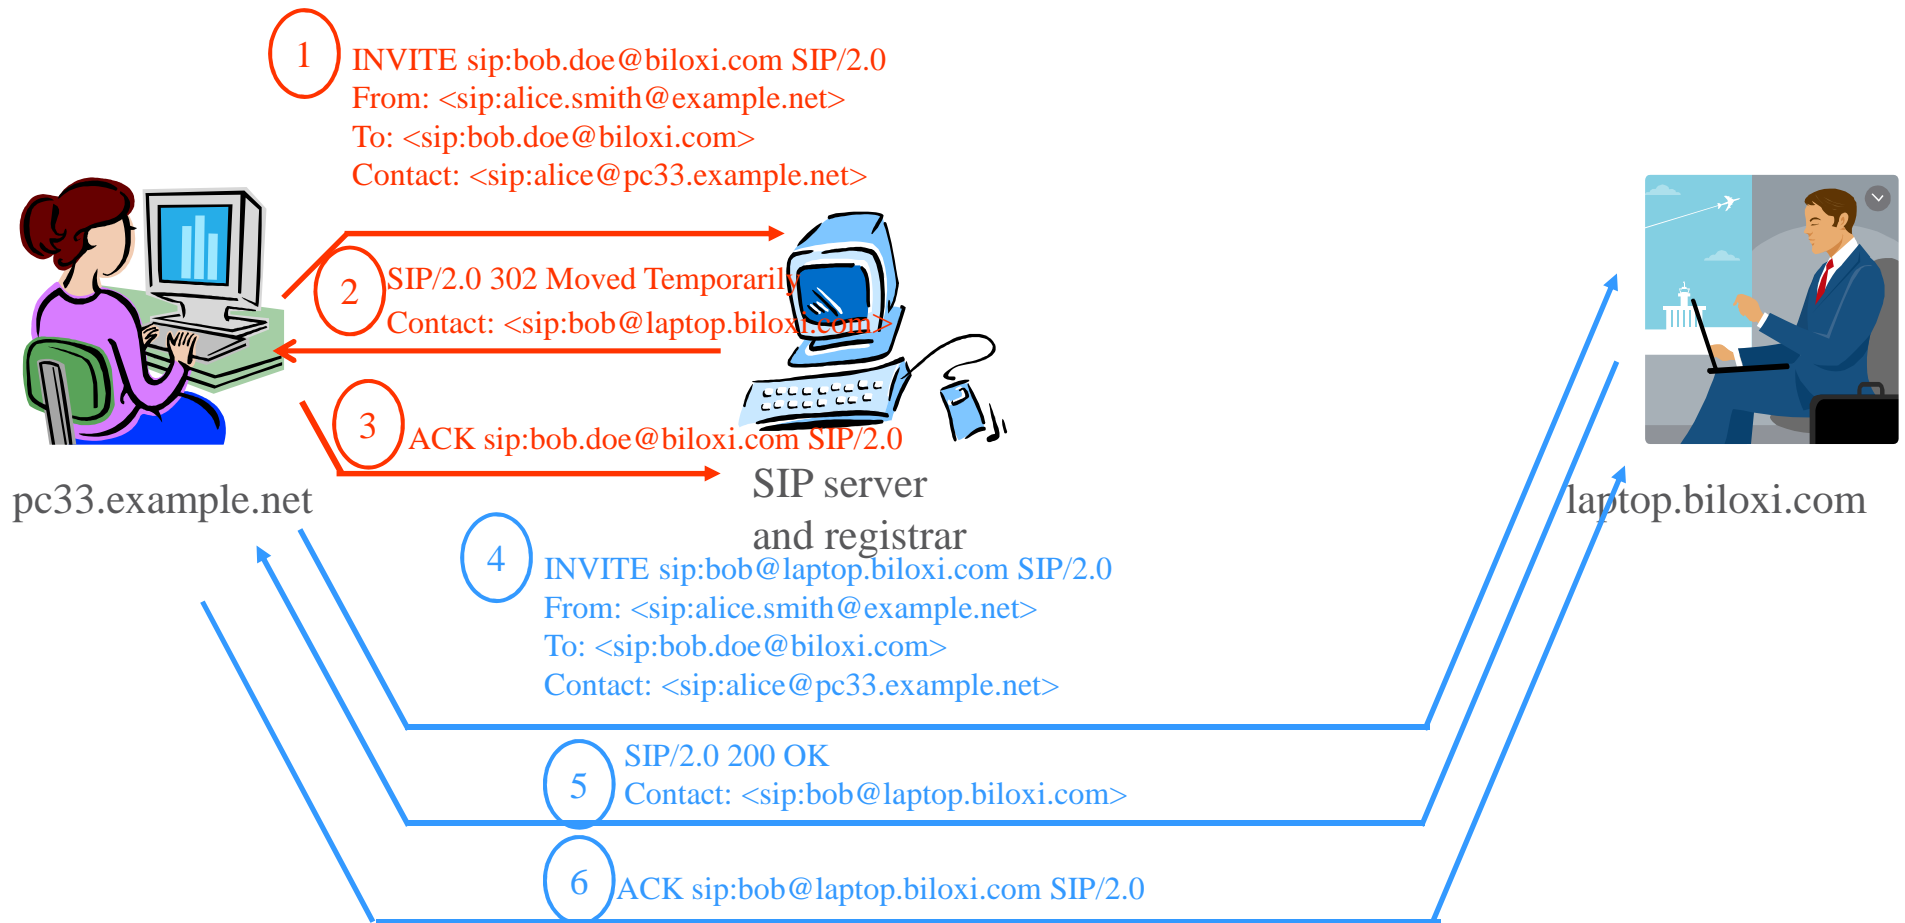 1
INVITE sip:bob.doe@biloxi.com SIP/2.0
From: <sip:alice.smith@example.net>
To: <sip:bob.doe@biloxi.com>
Contact: <sip:alice@pc33.example.net>
2
SIP/2.0 302 Moved Temporarily
Contact: <sip:bob@laptop.biloxi.com>
3
ACK sip:bob.doe@biloxi.com SIP/2.0
pc33.example.net
SIP server
and registrar
laptop.biloxi.com
4
INVITE sip:bob@laptop.biloxi.com SIP/2.0
From: <sip:alice.smith@example.net>
To: <sip:bob.doe@biloxi.com>
Contact: <sip:alice@pc33.example.net>
5
SIP/2.0 200 OK
Contact: <sip:bob@laptop.biloxi.com>
6
ACK sip:bob@laptop.biloxi.com SIP/2.0